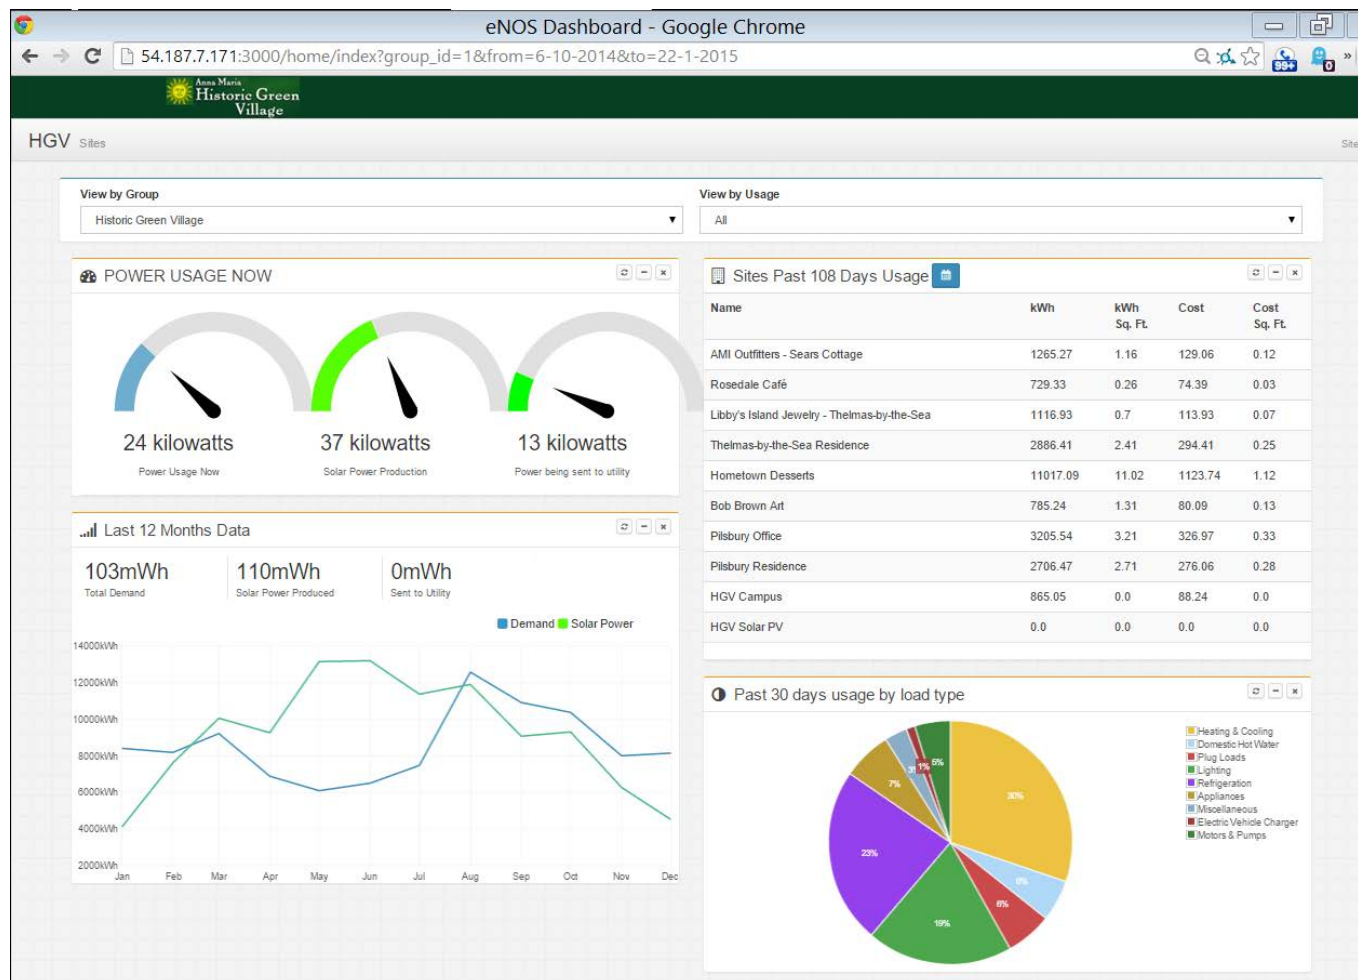 eNOS Dashboard - Google Chrome
54.187.7.171:3000/home/index?group_id=1&from=6-10-2014&to=22-1-2015
99+
0
»
Anna Maria
Historic Green
Village
HGV Sites
Site
View by Group
View by Usage
Historic Green Village
All
POWER USAGE NOW
24 kilowatts
37 kilowatts
13 kilowatts
Power Usage Now
Solar Power Production
Power being sent to utility
Last 12 Months Data
103mWh
110mWh
0mWh
Total Demand
Solar Power Produced
Sent to Utility
Demand
Solar Power
14000kWh
12000kWh
10000kWh
8000kWh
6000kWh
4000kWh
2000kWh
Jan Feb Mar Apr May Jun Jul Aug Sep Oct Nov Dec
Sites Past 108 Days Usage
Name kWh kWh Sq. Ft. Cost Cost Sq. Ft.
AMI Outfitters - Sears Cottage 1265.27 1.16 129.06 0.12
Rosedale Café 729.33 0.26 74.39 0.03
Libby's Island Jewelry - Thelmas-by-the-Sea 1116.93 0.7 113.93 0.07
Thelmas-by-the-Sea Residence 2886.41 2.41 294.41 0.25
Hometown Desserts 11017.09 11.02 1123.74 1.12
Bob Brown Art 785.24 1.31 80.09 0.13
Pilsbury Office 3205.54 3.21 326.97 0.33
Pilsbury Residence 2706.47 2.71 276.06 0.28
HGV Campus 865.05 0.0 88.24 0.0
HGV Solar PV 0.0 0.0 0.0 0.0
Past 30 days usage by load type
30%
6%
19%
23%
7%
1%
Heating & Cooling
Domestic Hot Water
Plug Loads
Lighting
Refrigeration
Appliances
Miscellaneous
Electric Vehicle Charger
Motors & Pumps